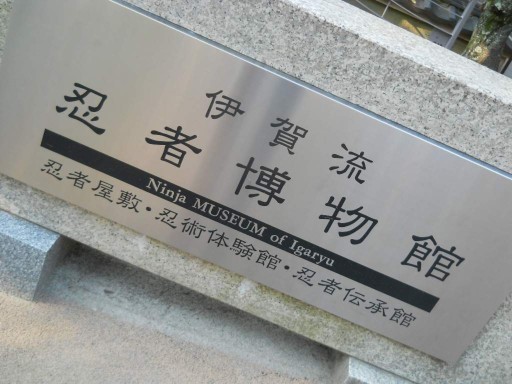 伊賀流
忍者博物館
Ninja MUSEUM of Igaryu
忍者屋敷・忍術体験館・忍者伝承館